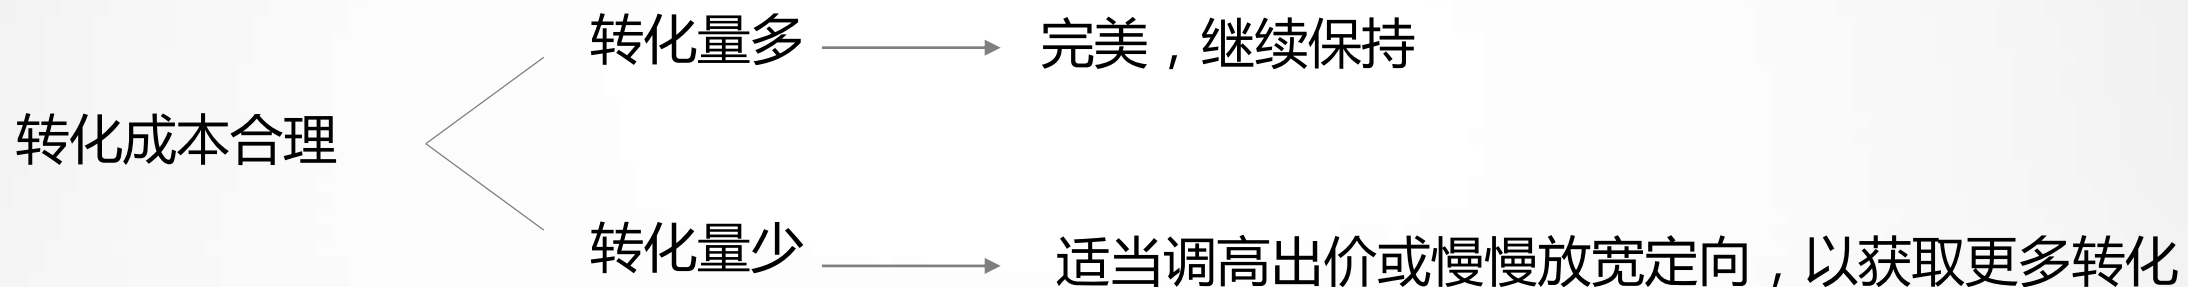 转化量多
完美，继续保持
转化成本合理
转化量少
适当调高出价或慢慢放宽定向，以获取更多转化